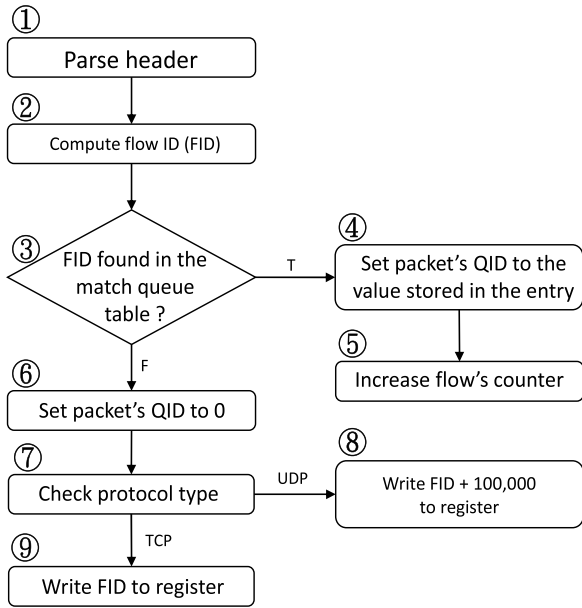 ①
Parse header
②
Compute flow ID (FID)
③
FID found in the
match queue
table ?
T
④
Set packet's QID to the
value stored in the entry
⑤
Increase flow's counter
F
⑥
Set packet's QID to 0
⑦
Check protocol type
UDP
⑧
Write FID + 100,000
to register
TCP
⑨
Write FID to register